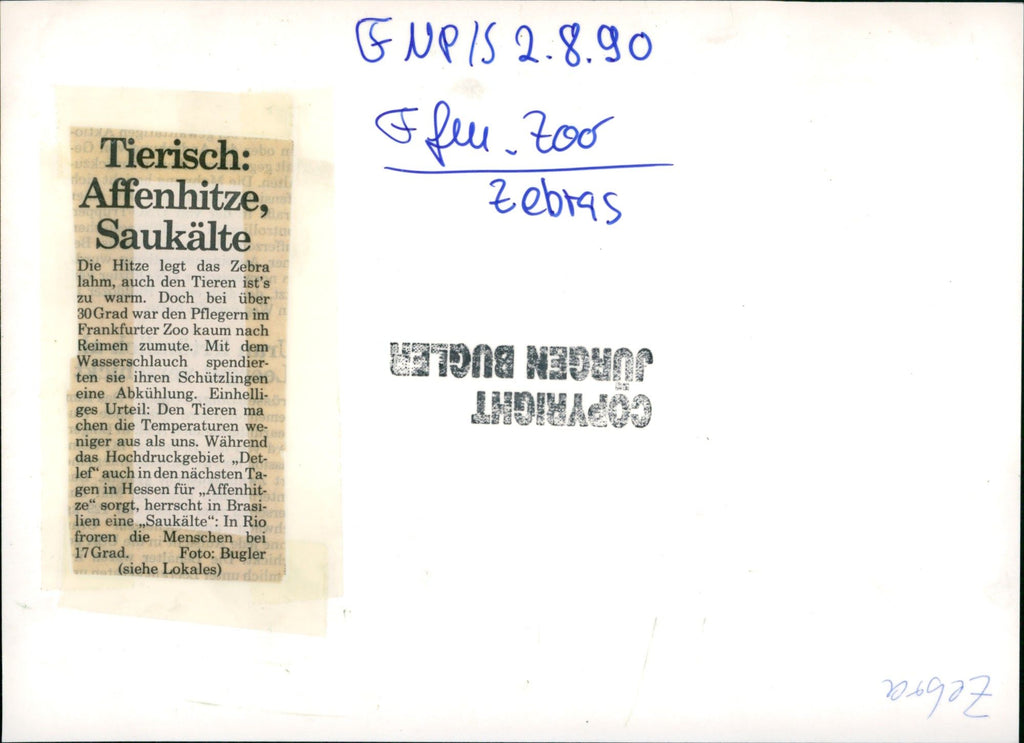 FNP/S 2.8.90
Ffm. Zoo
Zebras
Tierisch:
Affenhitze,
Saukälte
Die Hitze legt das Zebra
lahm, auch den Tieren ist's
zu warm. Doch bei über
30 Grad war den Pflegern im
Frankfurter Zoo kaum nach
Reimen zumute. Mit dem
Wasserschlauch spendier-
ten sie ihren Schützlingen
eine Abkühlung. Einhelli-
ges Urteil: Den Tieren ma
chen die Temperaturen we-
niger aus als uns. Während
das Hochdruckgebiet „Det-
lef“ auch in den nächsten Ta-
gen in Hessen für „Affenhit-
ze“ sorgt, herrscht in Brasi-
lien eine „Saukälte“: In Rio
froren die Menschen bei
17 Grad. Foto: Bugler
(siehe Lokales)
COPYRIGHT
JÜRGEN BUGLER
Zebra